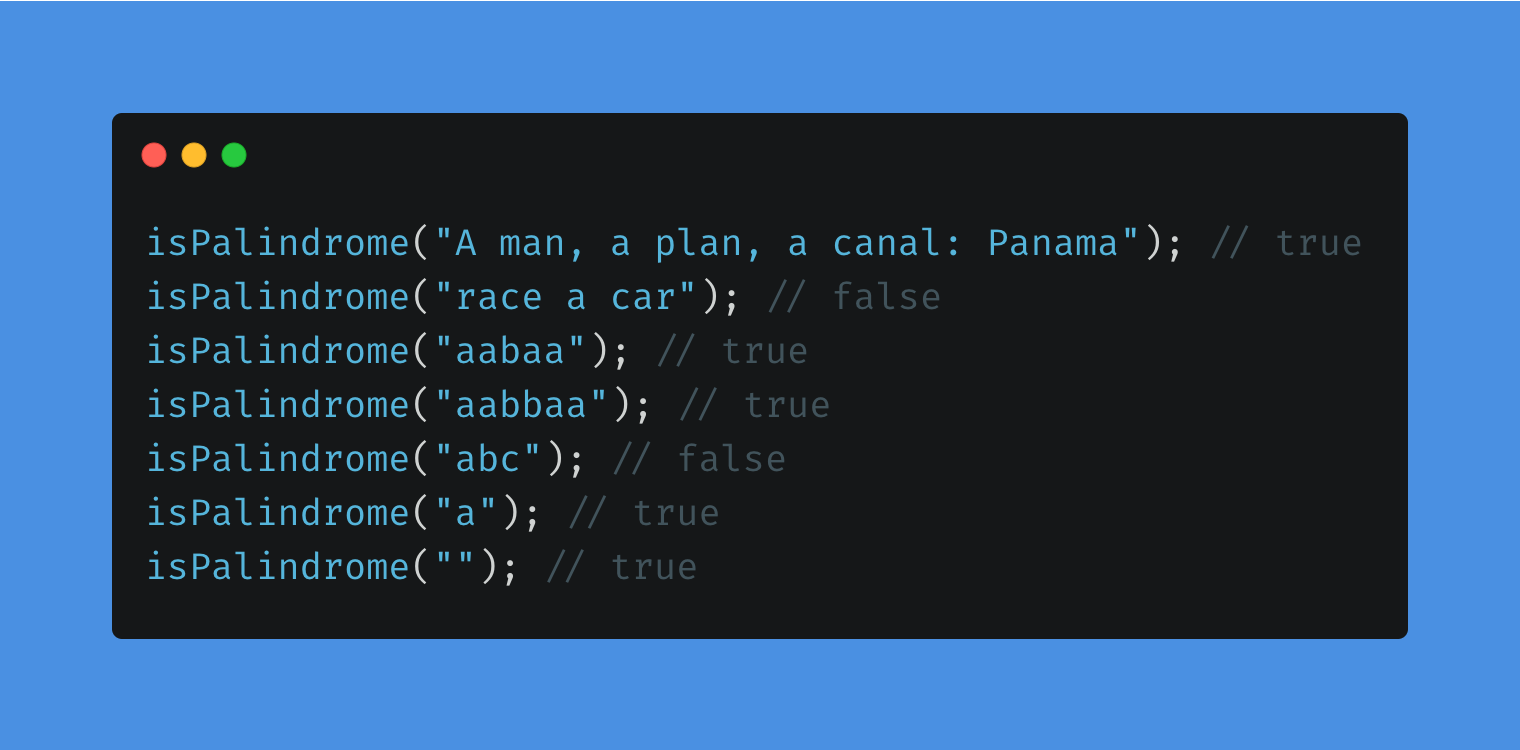 isPalindrome("A man, a plan, a canal: Panama"); // true
isPalindrome("race a car"); // false
isPalindrome("aabaa"); // true
isPalindrome("aabbaa"); // true
isPalindrome("abc"); // false
isPalindrome("a"); // true
isPalindrome(""); // true